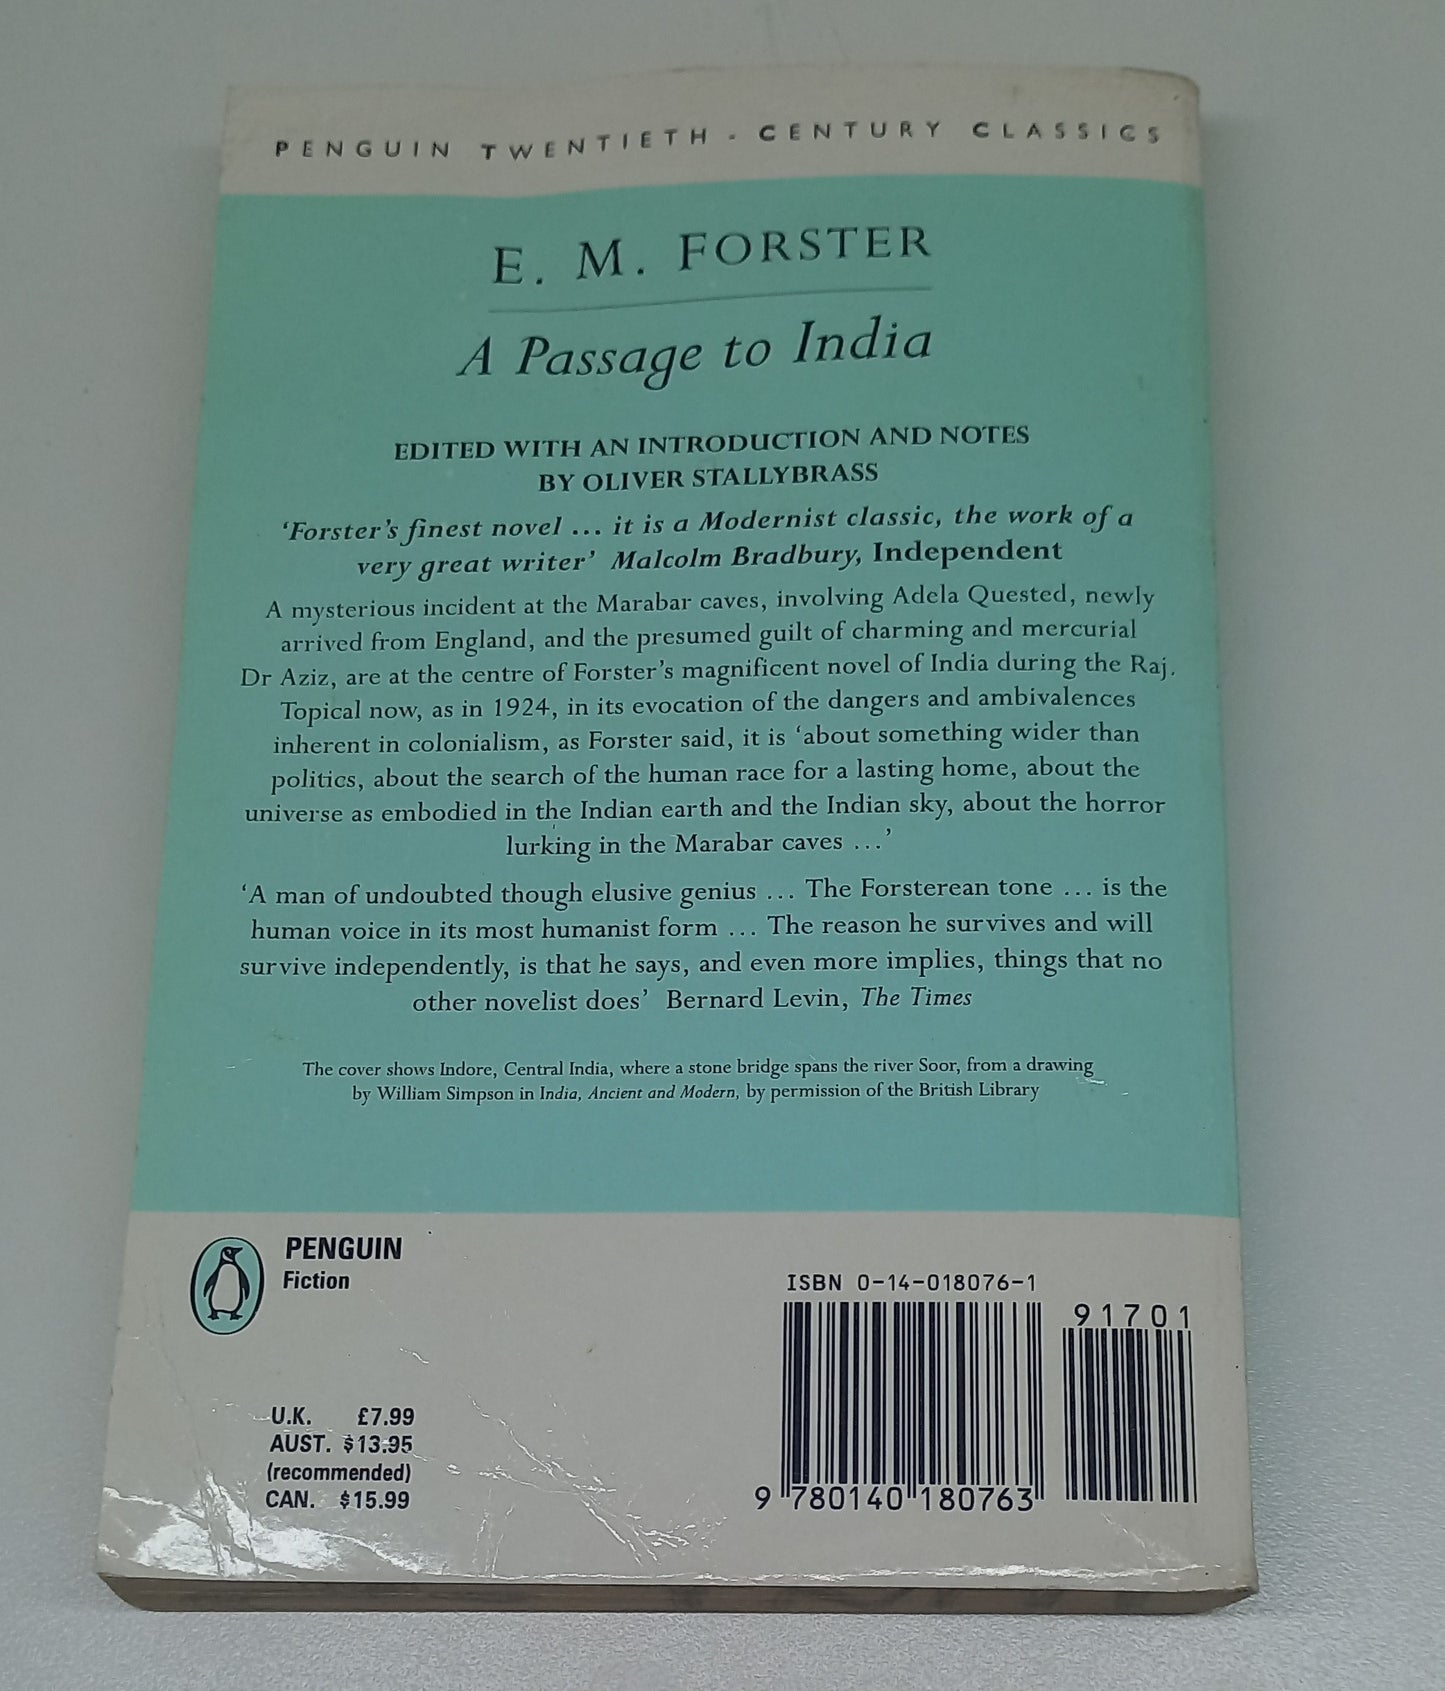 PENGUIN TWENTIETH-CENTURY CLASSICS
E. M. FORSTER
A Passage to India
EDITED WITH AN INTRODUCTION AND NOTES
BY OLIVER STALLYBRASS
‘Forster’s finest novel ... it is a Modernist classic, the work of a
very great writer’ Malcolm Bradbury, Independent
A mysterious incident at the Marabar caves, involving Adela Quested, newly
arrived from England, and the presumed guilt of charming and mercurial
Dr Aziz, are at the centre of Forster’s magnificent novel of India during the Raj.
Topical now, as in 1924, in its evocation of the dangers and ambivalences
inherent in colonialism, as Forster said, it is ‘about something wider than
politics, about the search of the human race for a lasting home, about the
universe as embodied in the Indian earth and the Indian sky, about the horror
lurking in the Marabar caves ...’
‘A man of undoubted though elusive genius ... The Forsterean tone ... is the
human voice in its most humanist form ... The reason he survives and will
survive independently, is that he says, and even more implies, things that no
other novelist does’ Bernard Levin, The Times
The cover shows Indore, Central India, where a stone bridge spans the river Soor, from a drawing
by William Simpson in India, Ancient and Modern, by permission of the British Library
PENGUIN
Fiction
ISBN 0-14-018076-1
91701
U.K. £7.99
AUST. $13.95
(recommended)
CAN. $15.99
9 780140 180763